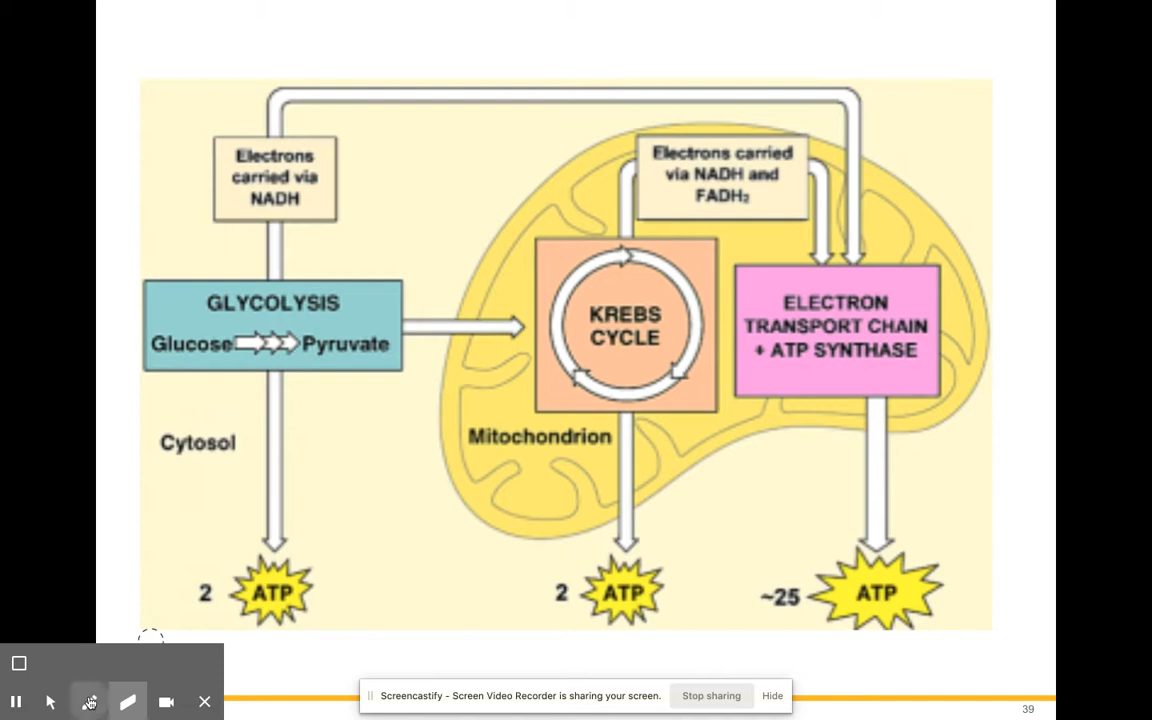 Electrons
carried via
NADH
Electrons carried
via NADH and
FADH₂
GLYCOLYSIS
Glucose Pyruvate
KREBS
CYCLE
ELECTRON
TRANSPORT CHAIN
+ ATP SYNTHASE
Cytosol
Mitochondrion
2 ATP
2 ATP
~25 ATP
Screencastify - Screen Video Recorder is sharing your screen. Stop sharing Hide
39